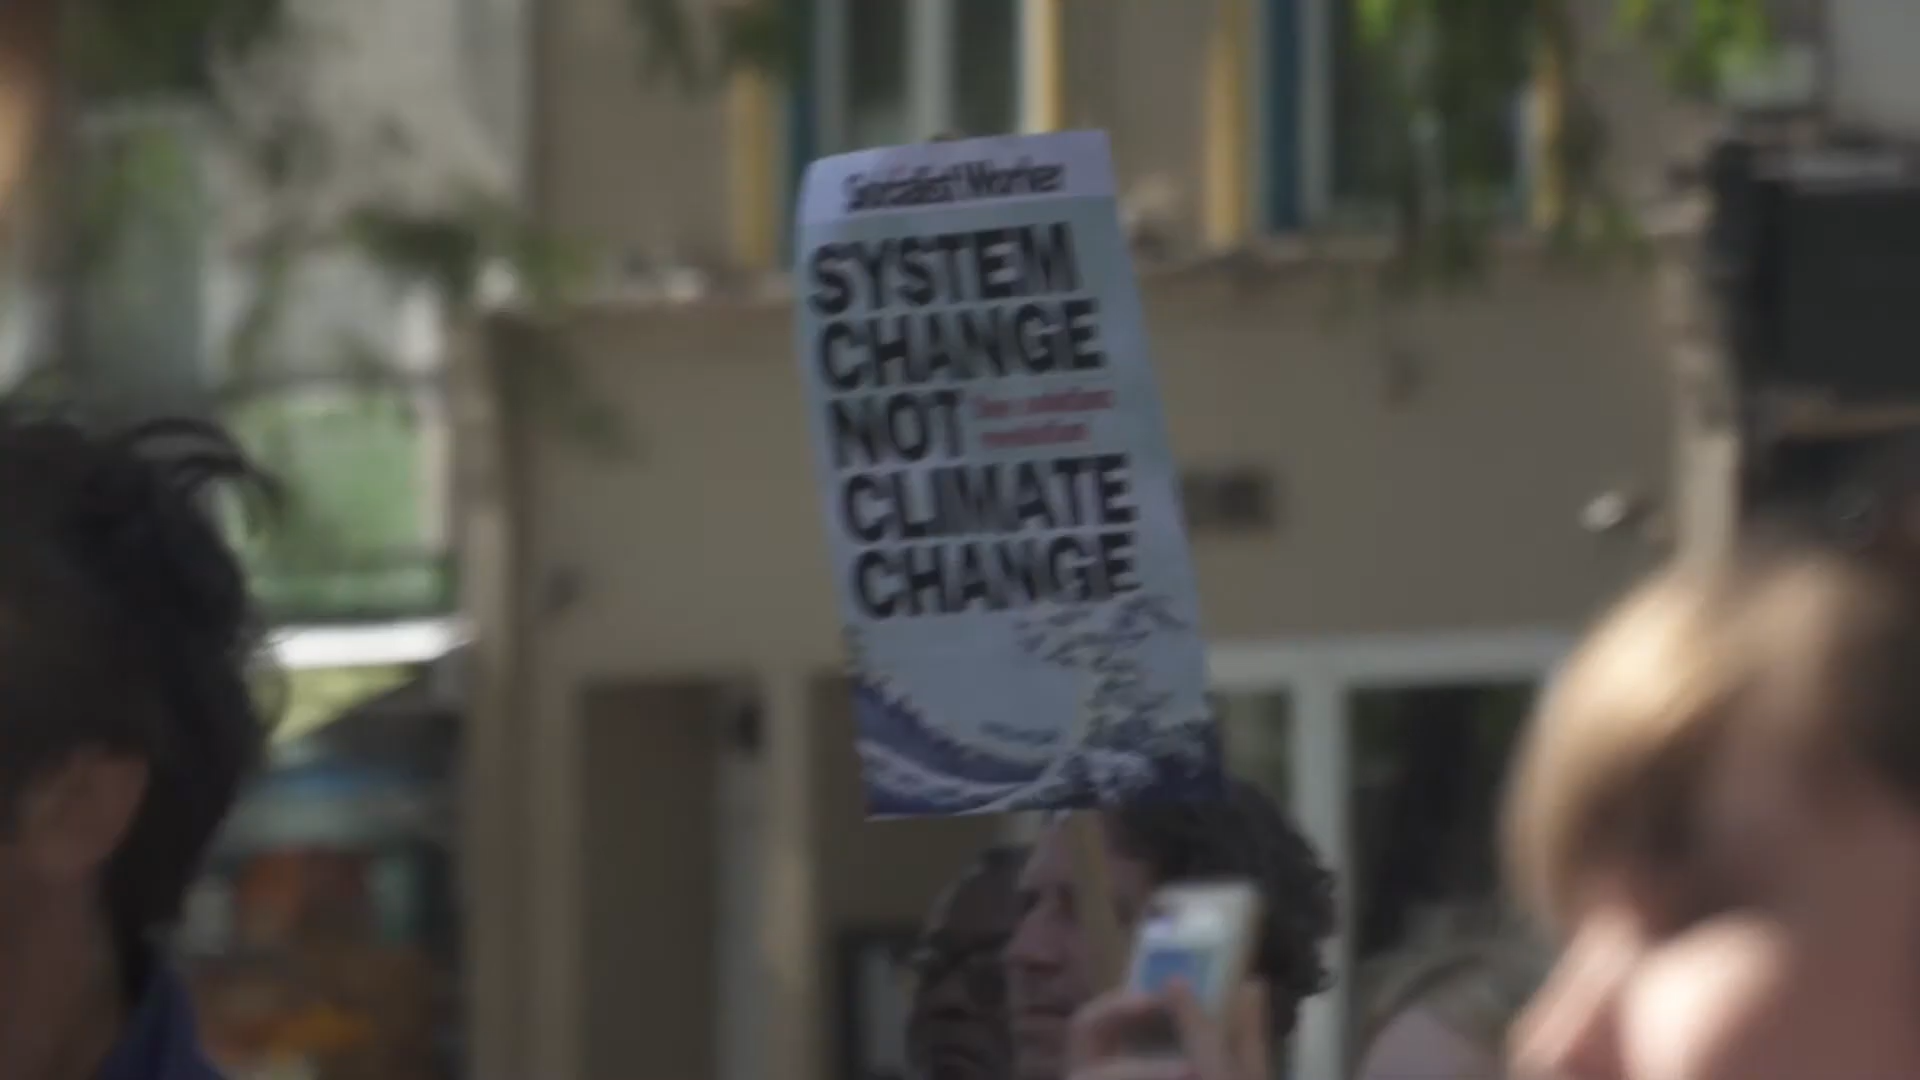 Socialist Worker
SYSTEM
CHANGE
NOT
CLIMATE
CHANGE